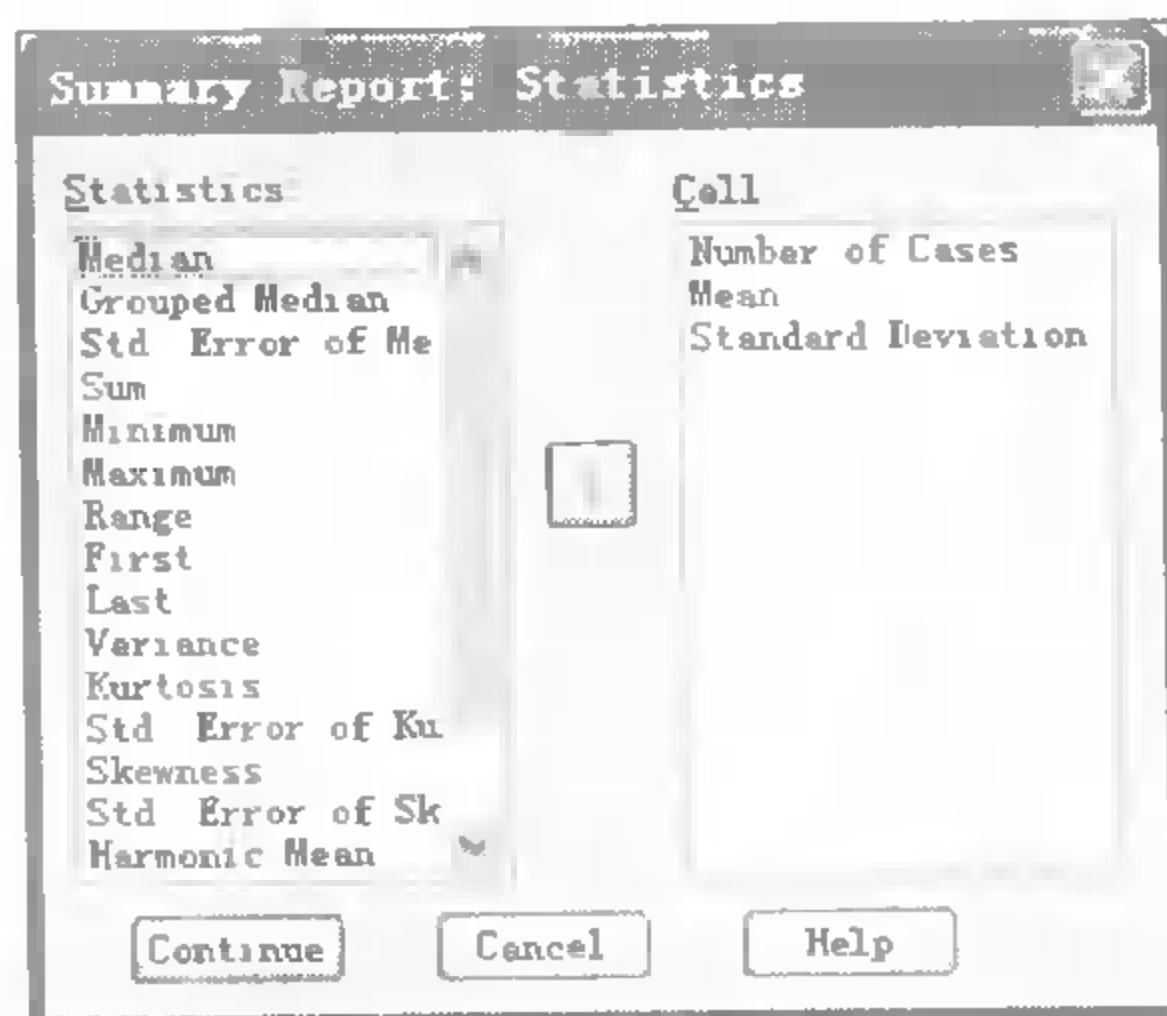 Summary Report: Statistics
Statistics
Median
Grouped Median
Std Error of Me
Sum
Minimum
Maximum
Range
First
Last
Variance
Kurtosis
Std Error of Ku
Skewness
Std Error of Sk
Harmonic Mean
Cell
Number of Cases
Mean
Standard Deviation
Continue
Cancel
Help